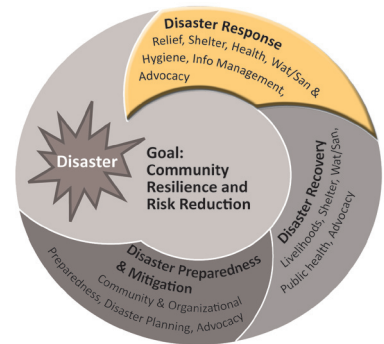 Disaster Response
Relief, Shelter, Health, Wat/San &
Hygiene, Info Management,
Advocacy
Disaster
Goal:
Community
Resilience and
Risk Reduction
Disaster Recovery
Livelihoods, Shelter, Wat/San,
Public health, Advocacy
Disaster Preparedness
& Mitigation
Community & Organizational
Preparedness, Disaster Planning, Advocacy